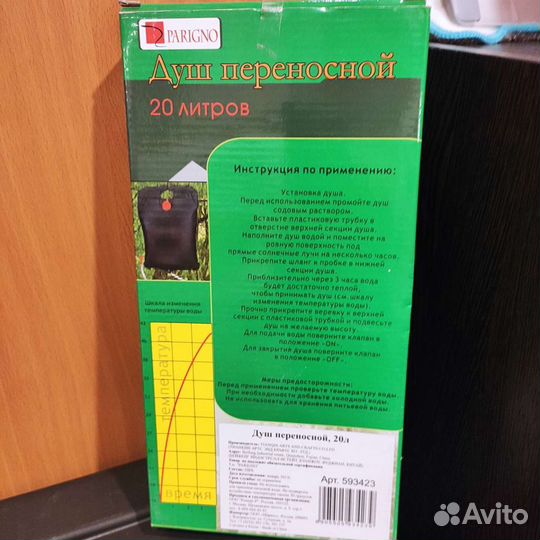 PARIGNO
Душ переносной
20 литров
Инструкция по применению:
Установка душа.
Перед использованием промойте душ
содовым раствором.
Вставьте пластиковую трубку в
отверстие верхней секции душа.
Наполните душ водой и поместите на
ровную поверхность под
прямые солнечные лучи на несколько часов.
Прикрепите шланг к пробке в нижней
секции душа.
Приблизительно через 3 часа вода
будет достаточно теплой,
чтобы принимать душ (см. шкалу
изменения температуры воды).
Прочно прикрепите веревку к верхней
секции с пластиковой трубкой и подвесьте
душ на желаемую высоту.
Для подачи воды поверните клапан в
положение «ON».
Для закрытия душа поверните клапан
в положение «OFF».
Шкала изменения
температуры воды
температура
время
Меры предосторожности:
Перед применением проверьте температуру воды.
При необходимости добавьте холодной воды.
Не использовать для хранения питьевой воды.
Душ переносной, 20л
Арт. 593423
Avito